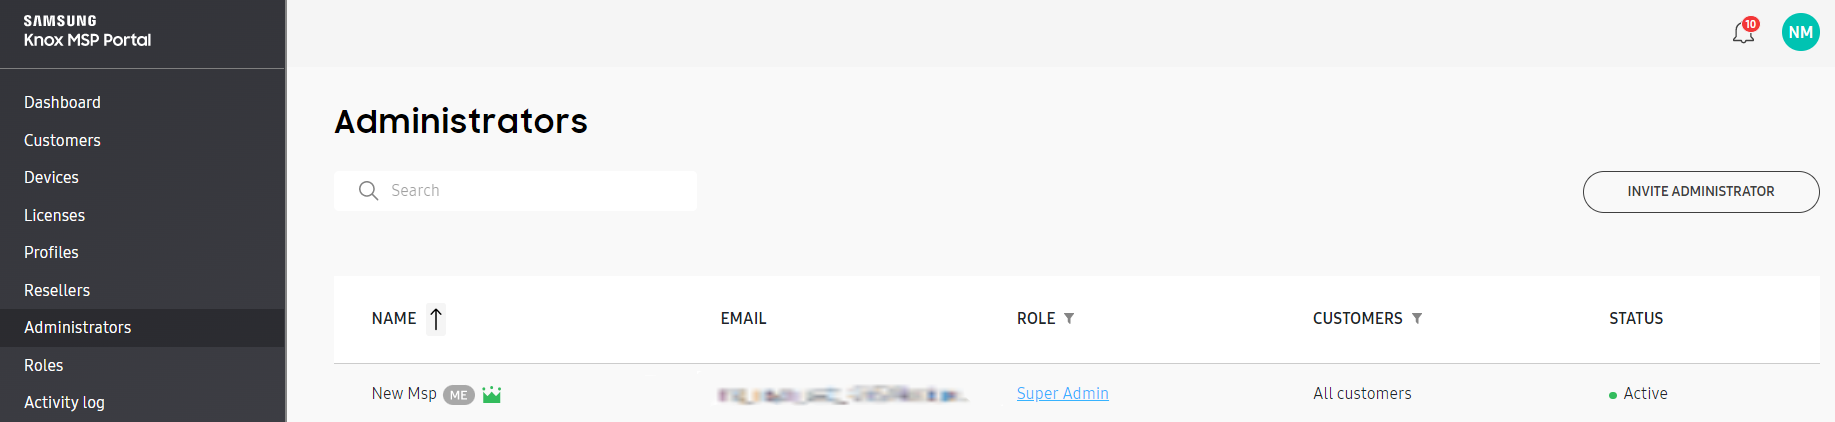 SAMSUNG
Knox MSP Portal
10
NM
Dashboard
Customers
Devices
Licenses
Profiles
Resellers
Administrators
Roles
Activity log
Administrators
Search
INVITE ADMINISTRATOR
NAME EMAIL ROLE CUSTOMERS STATUS
New Msp ME Super Admin All customers Active